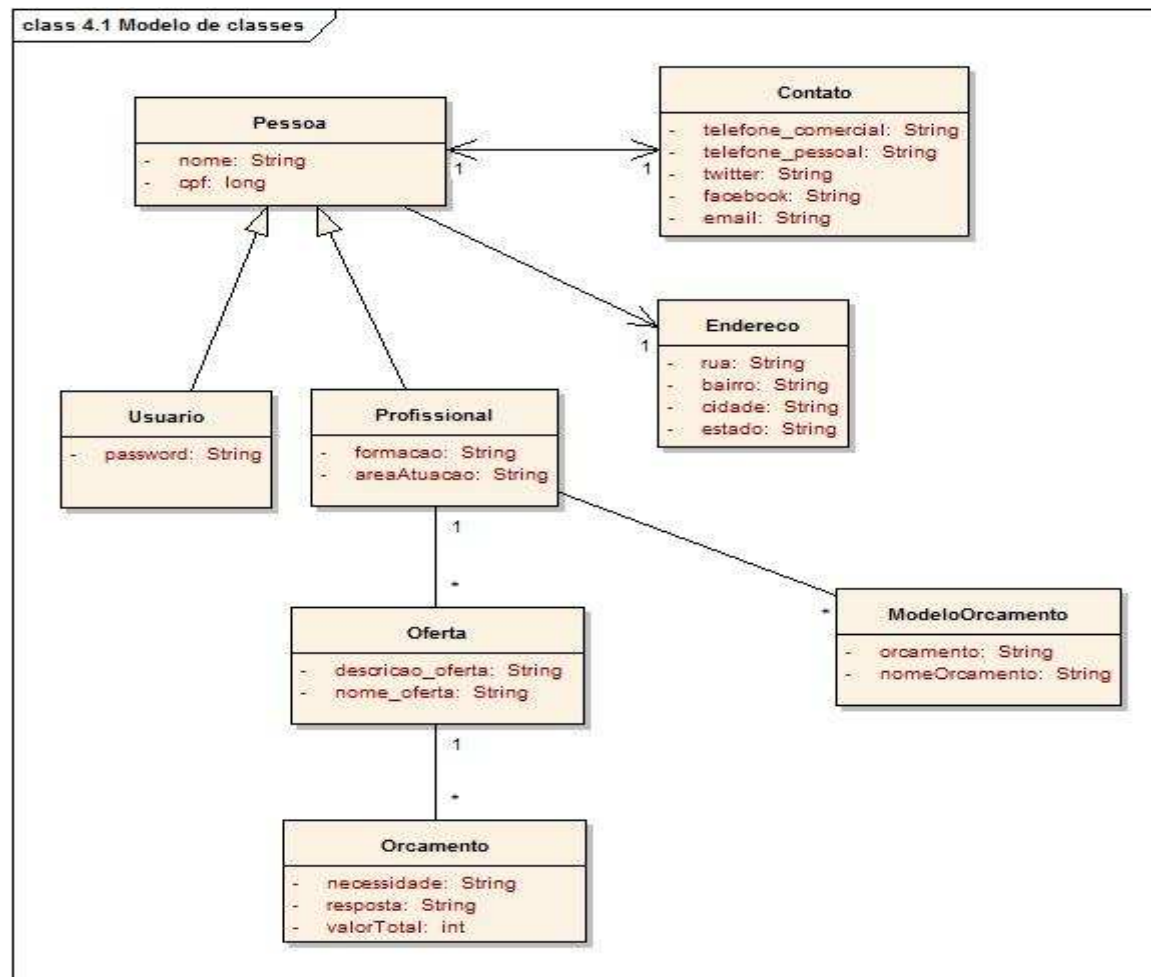 class 4.1 Modelo de classes
Pessoa
- nome: String
- cpf: long
1
1
Contato
- telefone_comercial: String
- telefone_pessoal: String
- twitter: String
- facebook: String
- email: String
Endereco
- rua: String
- bairro: String
- cidade: String
- estado: String
1
Usuario
- password: String
Profissional
- formacao: String
- areaAtuacao: String
1
*
*
ModeloOrcamento
- orcamento: String
- nomeOrcamento: String
Oferta
- descricao_oferta: String
- nome_oferta: String
1
*
Orcamento
- necessidade: String
- resposta: String
- valorTotal: int